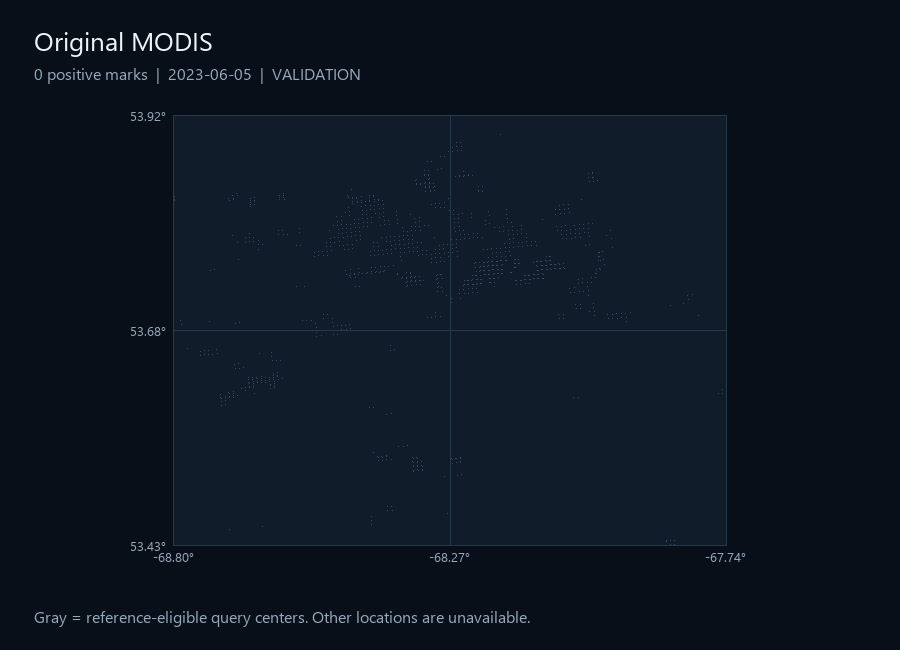 Original MODIS
0 positive marks | 2023-06-05 | VALIDATION
53.92°
53.68°
53.43°
-68.80° -68.27° -67.74°
Gray = reference-eligible query centers. Other locations are unavailable.